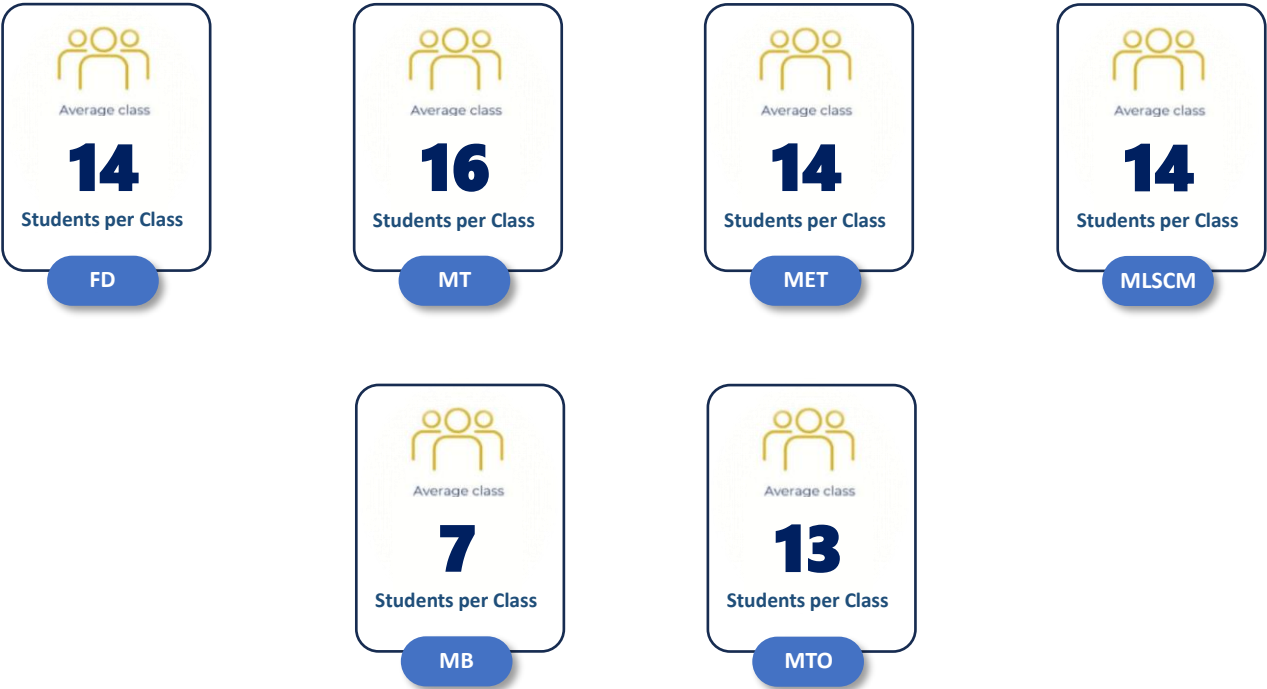 Average class
14
Students per Class
FD
Average class
16
Students per Class
MT
Average class
14
Students per Class
MET
Average class
14
Students per Class
MLSCM
Average class
7
Students per Class
MB
Average class
13
Students per Class
MTO